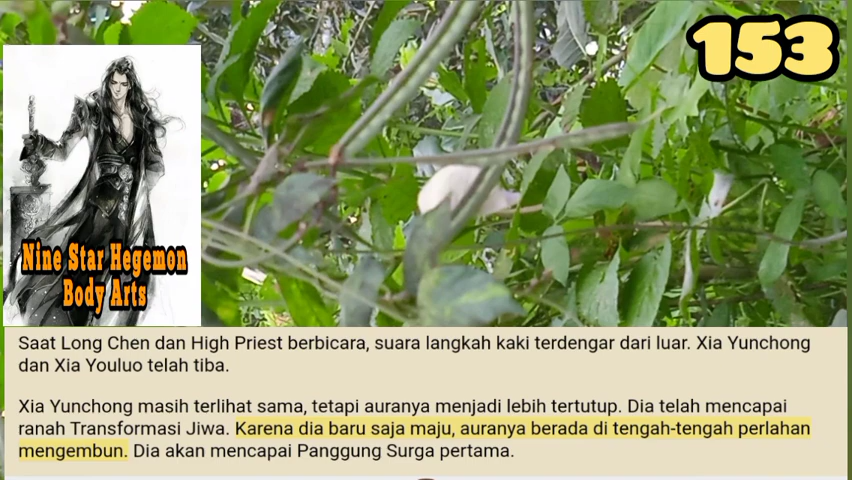 153
Nine Star Hegemon
Body Arts
Saat Long Chen dan High Priest berbicara, suara langkah kaki terdengar dari luar. Xia Yunchong
dan Xia Youluo telah tiba.
Xia Yunchong masih terlihat sama, tetapi auranya menjadi lebih tertutup. Dia telah mencapai
ranah Transformasi Jiwa. Karena dia baru saja maju, auranya berada di tengah-tengah perlahan
mengembun. Dia akan mencapai Panggung Surga pertama.